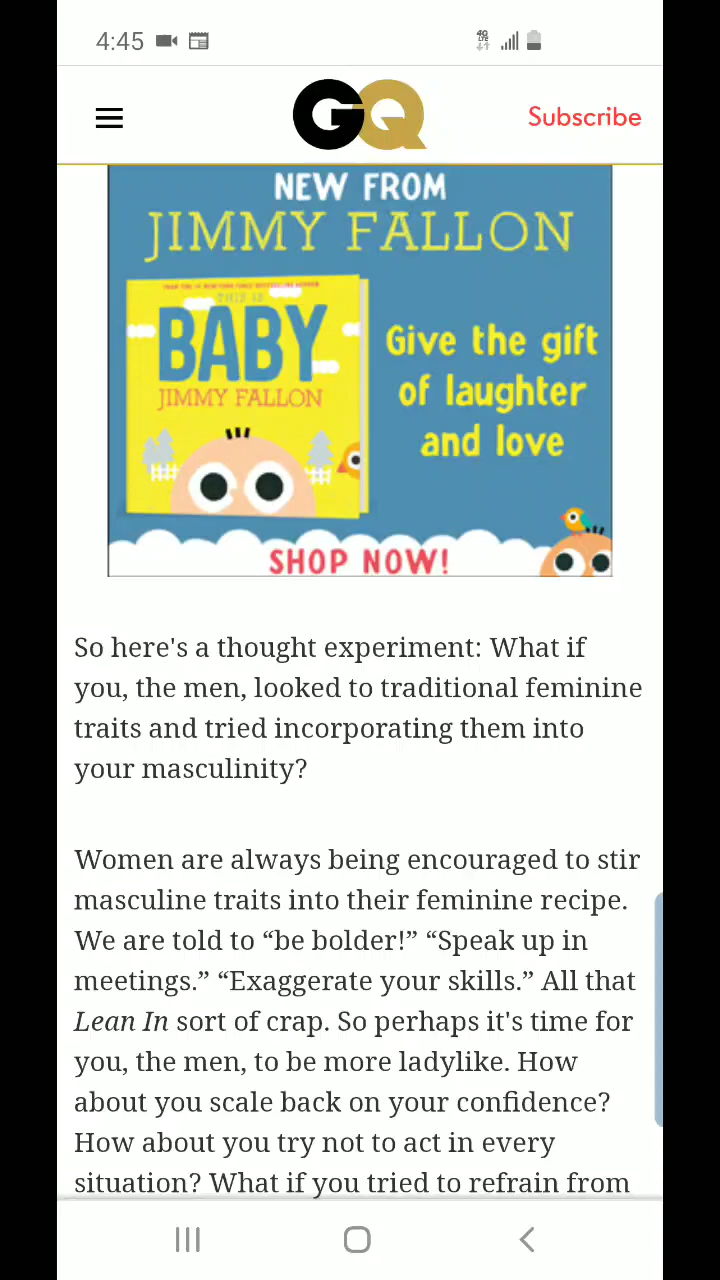 4:45
4G LTE
GQ
Subscribe
NEW FROM
JIMMY FALLON
THIS IS
BABY
JIMMY FALLON
Give the gift
of laughter
and love
SHOP NOW!
So here's a thought experiment: What if
you, the men, looked to traditional feminine
traits and tried incorporating them into
your masculinity?
Women are always being encouraged to stir
masculine traits into their feminine recipe.
We are told to “be bolder!” “Speak up in
meetings.” “Exaggerate your skills.” All that
Lean In sort of crap. So perhaps it's time for
you, the men, to be more ladylike. How
about you scale back on your confidence?
How about you try not to act in every
situation? What if you tried to refrain from